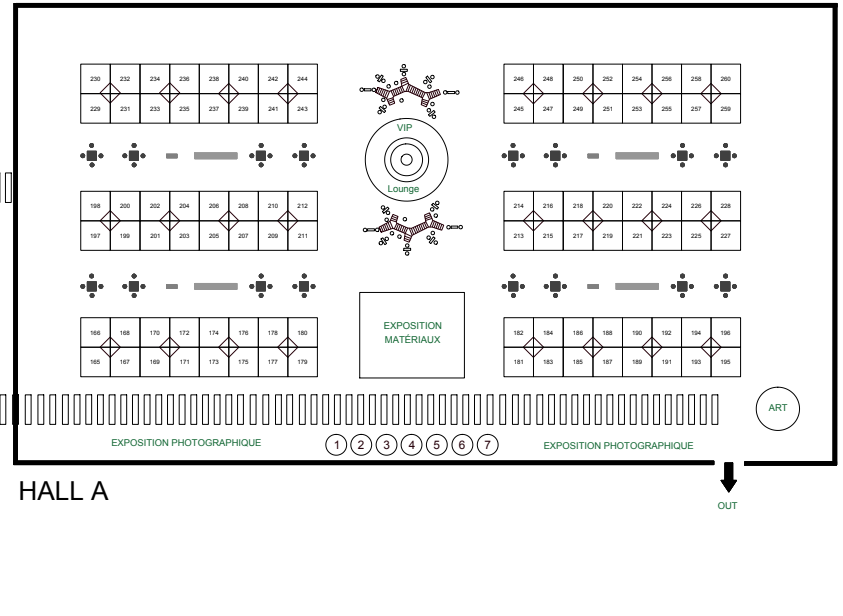 230 232 234 236 238 240 242 244
229 231 233 235 237 239 241 243
246 248 250 252 254 256 258 260
245 247 249 251 253 255 257 259
VIP
Lounge
198 200 202 204 206 208 210 212
197 199 201 203 205 207 209 211
214 216 218 220 222 224 226 228
213 215 217 219 221 223 225 227
EXPOSITION
MATÉRIAUX
166 168 170 172 174 176 178 180
165 167 169 171 173 175 177 179
182 184 186 188 190 192 194 196
181 183 185 187 189 191 193 195
ART
EXPOSITION PHOTOGRAPHIQUE
1 2 3 4 5 6 7
EXPOSITION PHOTOGRAPHIQUE
HALL A
OUT